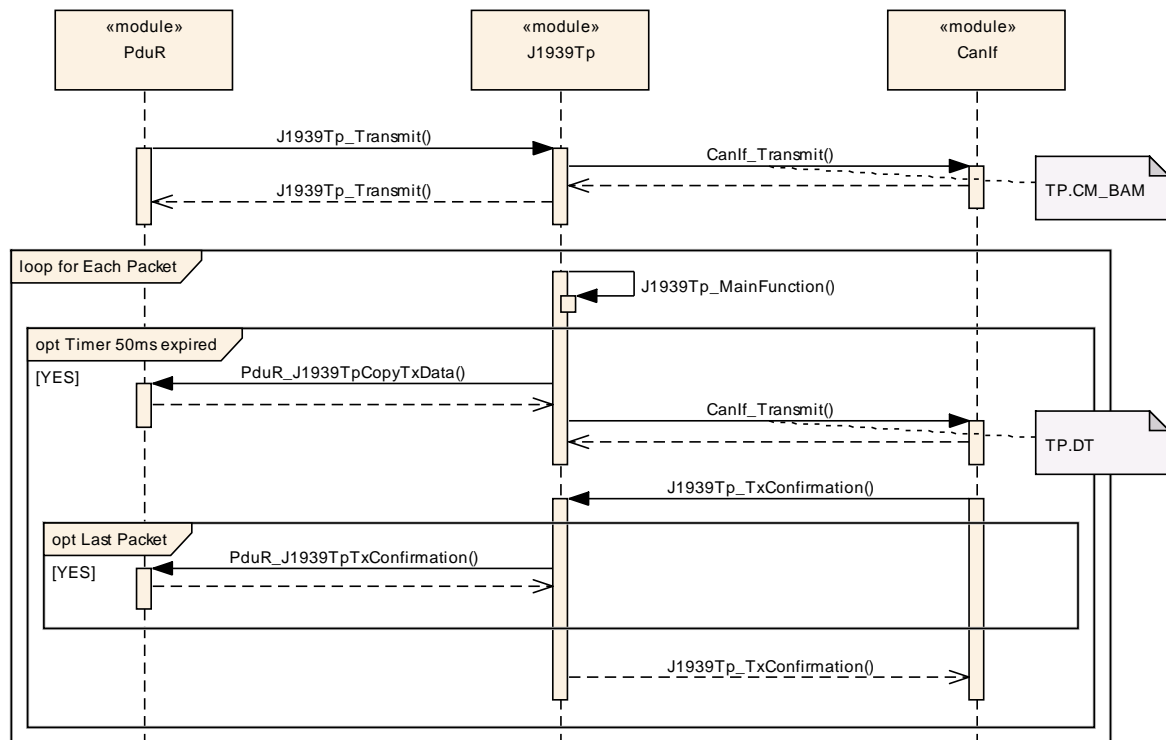 «module»
PduR
«module»
J1939Tp
«module»
CanIf
J1939Tp_Transmit()
CanIf_Transmit()
TP.CM_BAM
J1939Tp_Transmit()
loop for Each Packet
J1939Tp_MainFunction()
opt Timer 50ms expired
[YES]
PduR_J1939TpCopyTxData()
CanIf_Transmit()
TP.DT
J1939Tp_TxConfirmation()
opt Last Packet
[YES]
PduR_J1939TpTxConfirmation()
J1939Tp_TxConfirmation()